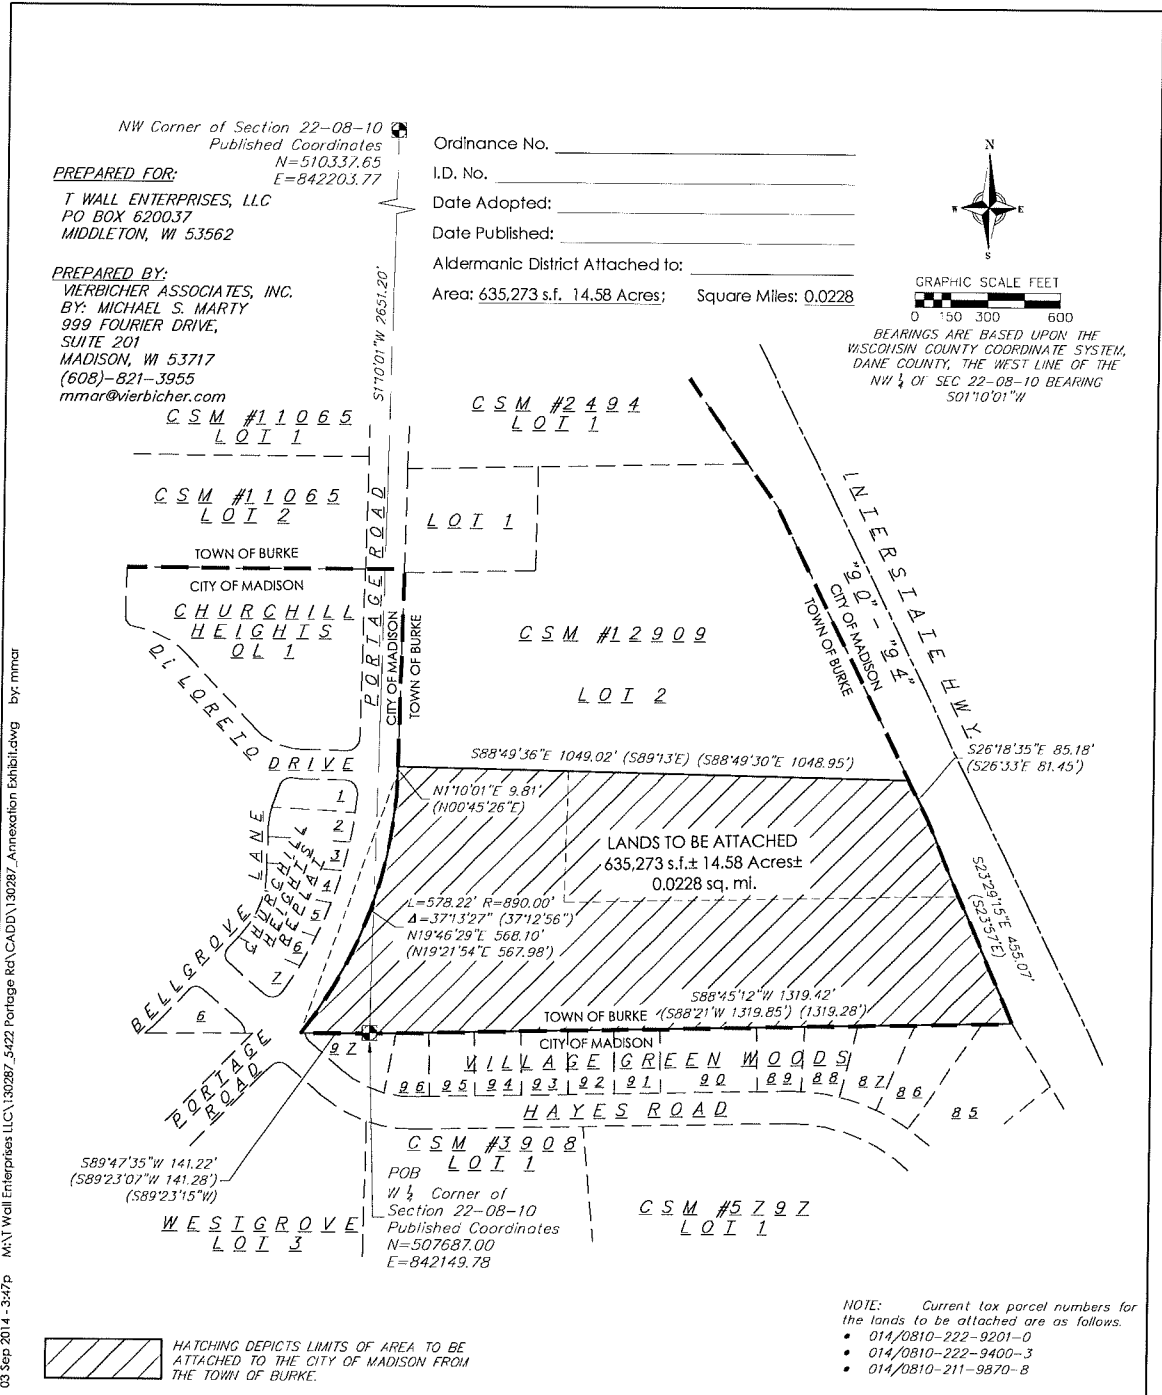 NW Corner of Section 22-08-10
Published Coordinates
N=510337.65
E=842203.77
PREPARED FOR:
T WALL ENTERPRISES, LLC
PO BOX 620037
MIDDLETON, WI 53562
PREPARED BY:
VIERBICHER ASSOCIATES, INC.
BY: MICHAEL S. MARTY
999 FOURIER DRIVE,
SUITE 201
MADISON, WI 53717
(608)-821-3955
mmar@vierbicher.com
Ordinance No.
I.D. No.
Date Adopted:
Date Published:
Aldermanic District Attached to:
Area: 635,273 s.f. 14.58 Acres; Square Miles: 0.0228
N
W E
S
GRAPHIC SCALE FEET
0 150 300 600
BEARINGS ARE BASED UPON THE
WISCONSIN COUNTY COORDINATE SYSTEM,
DANE COUNTY, THE WEST LINE OF THE
NW ¼ OF SEC 22-08-10 BEARING
S01°10'01"W
S1°10'01"W 2651.20'
CSM #11065
LOT 1
CSM #2494
LOT 1
CSM #11065
LOT 2
LOT 1
PORTAGE ROAD
INTERSTATE HWY
"90" - "94"
TOWN OF BURKE
CITY OF MADISON
CHURCHILL
HEIGHTS
OL 1
CITY OF MADISON
TOWN OF BURKE
CSM #12909
LOT 2
CITY OF MADISON
TOWN OF BURKE
DiLORETO
DRIVE
S88°49'36"E 1049.02' (S89°13'E) (S88°49'30"E 1048.95')
S26°18'35"E 85.18'
(S26°33'E 81.45')
N1°10'01"E 9.81'
(N00°45'26"E)
1
2
3
4
5
6
7
CHURCHILL
HEIGHTS
REPLAT
BELLGROVE LANE
LANDS TO BE ATTACHED
635,273 s.f.± 14.58 Acres±
0.0228 sq. mi.
L=578.22' R=890.00'
Δ=37°13'27" (37°12'56")
N19°46'29"E 568.10'
(N19°21'54"E 567.98')
S23°29'15"E 455.07'
(S23°57'E)
S88°45'12"W 1319.42'
(S88°21'W 1319.85') (1319.28')
TOWN OF BURKE
CITY OF MADISON
6
PORTAGE
ROAD
97
VILLAGE GREEN WOODS
96 95 94 93 92 91 90 89 88 87 86 85
HAYES ROAD
S89°47'35"W 141.22'
(S89°23'07"W 141.28')
(S89°23'15"W)
CSM #3908
LOT 1
POB
W ¼ Corner of
Section 22-08-10
Published Coordinates
N=507687.00
E=842149.78
WESTGROVE
LOT 3
CSM #5797
LOT 1
HATCHING DEPICTS LIMITS OF AREA TO BE
ATTACHED TO THE CITY OF MADISON FROM
THE TOWN OF BURKE.
NOTE: Current tax parcel numbers for
the lands to be attached are as follows.
• 014/0810-222-9201-0
• 014/0810-222-9400-3
• 014/0810-211-9870-8
03 Sep 2014 - 3:47p M:\T Wall Enterprises LLC\130287_5422 Portage Rd\CADD\130287_Annexation Exhibit.dwg by: mmar